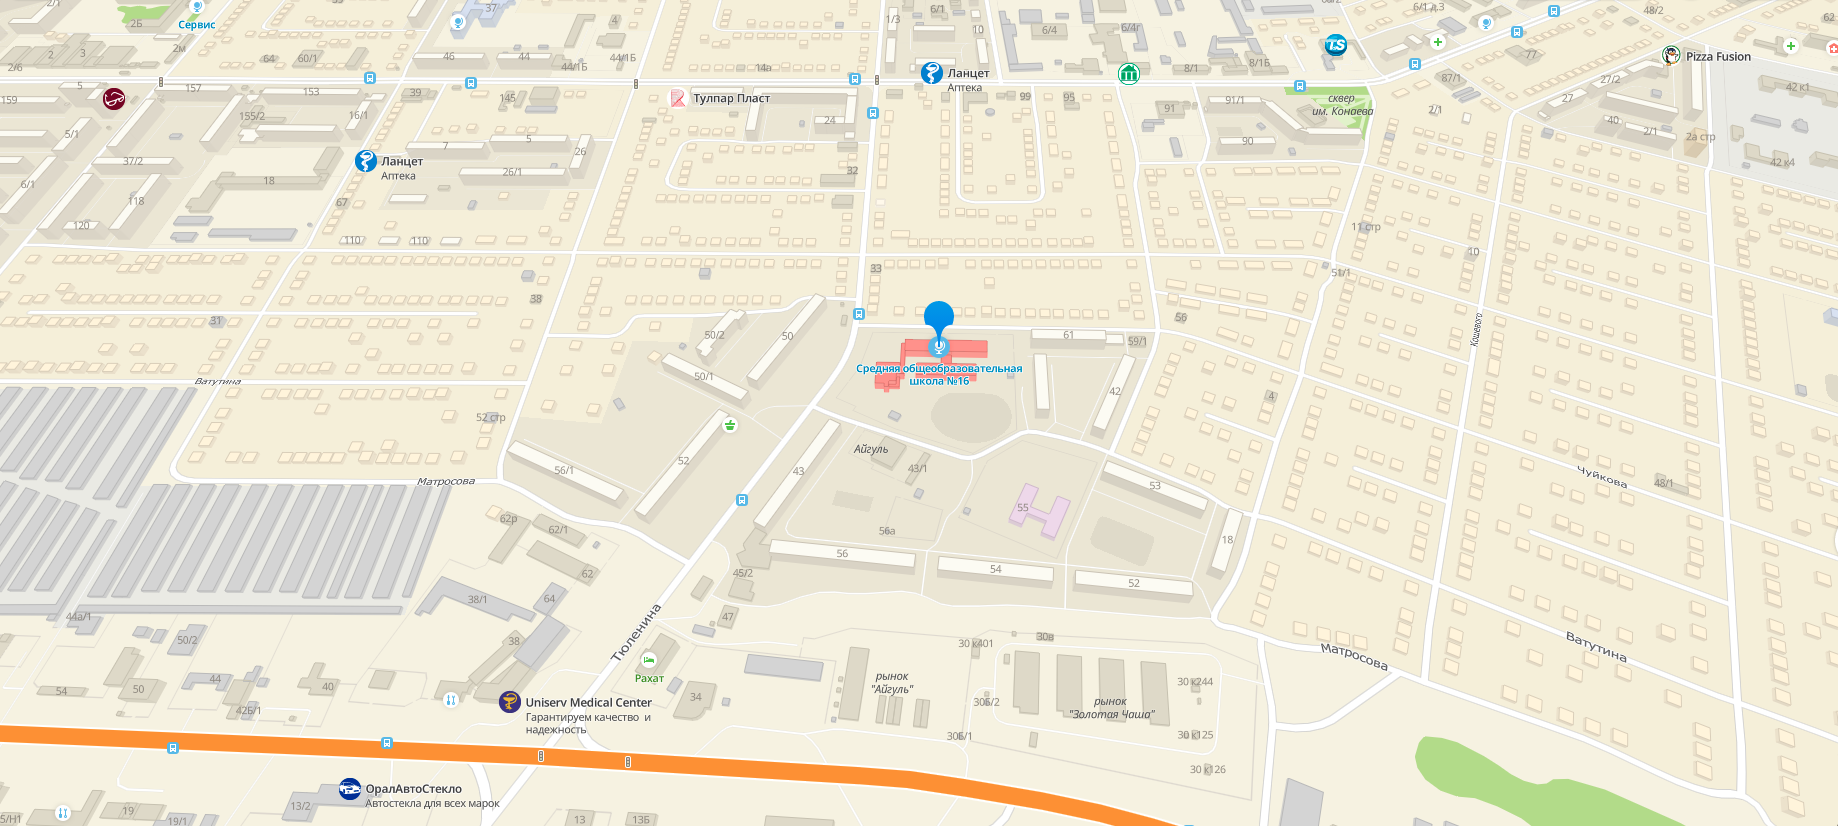 26
37
6/1
6/1 д.3
48/2
Сервис
4
1/3
10
6/4
6/4г
2м
2
3
64
60/1
46
44
44/1Б
44/1Б
77
Pizza Fusion
2/6
5
14а
Ланцет
Аптека
8/1
8/1Б
87/1
27/2
42 к1
159
157
153
39
145
Тулпар Пласт
99
95
91
91/1
сквер
им. Конаева
2/1
27
155/2
16/1
24
40
2/1
2а стр
5/1
7
5
26
90
37/2
Ланцет
Аптека
42 к4
6/1
18
26/1
32
118
67
120
110
110
11 стр
10
33
51/1
38
31
50/2
50
56
Кошевого
61
59/1
Средняя общеобразовательная
школа №16
50/1
Ватутина
42
4
52 стр
Айгуль
52
43
43/1
56/1
Матросова
53
Чуйкова
48/1
55
62р
62/1
56а
18
56
54
52
62
45/2
38/1
64
44а/1
47
Тюленина
50/2
38
30 к401
30в
Ватутина
Матросова
54
50
44
40
Рахат
рынок
"Айгуль"
30 к244
34
Uniserv Medical Center
Гарантируем качество и
надежность
42Б/1
30Б/2
рынок
"Золотая Чаша"
30Б/1
30 к125
30 к126
ОралАвтоСтекло
Автостекла для всех марок
13/2
5/Н1
19
19/1
13
13Б